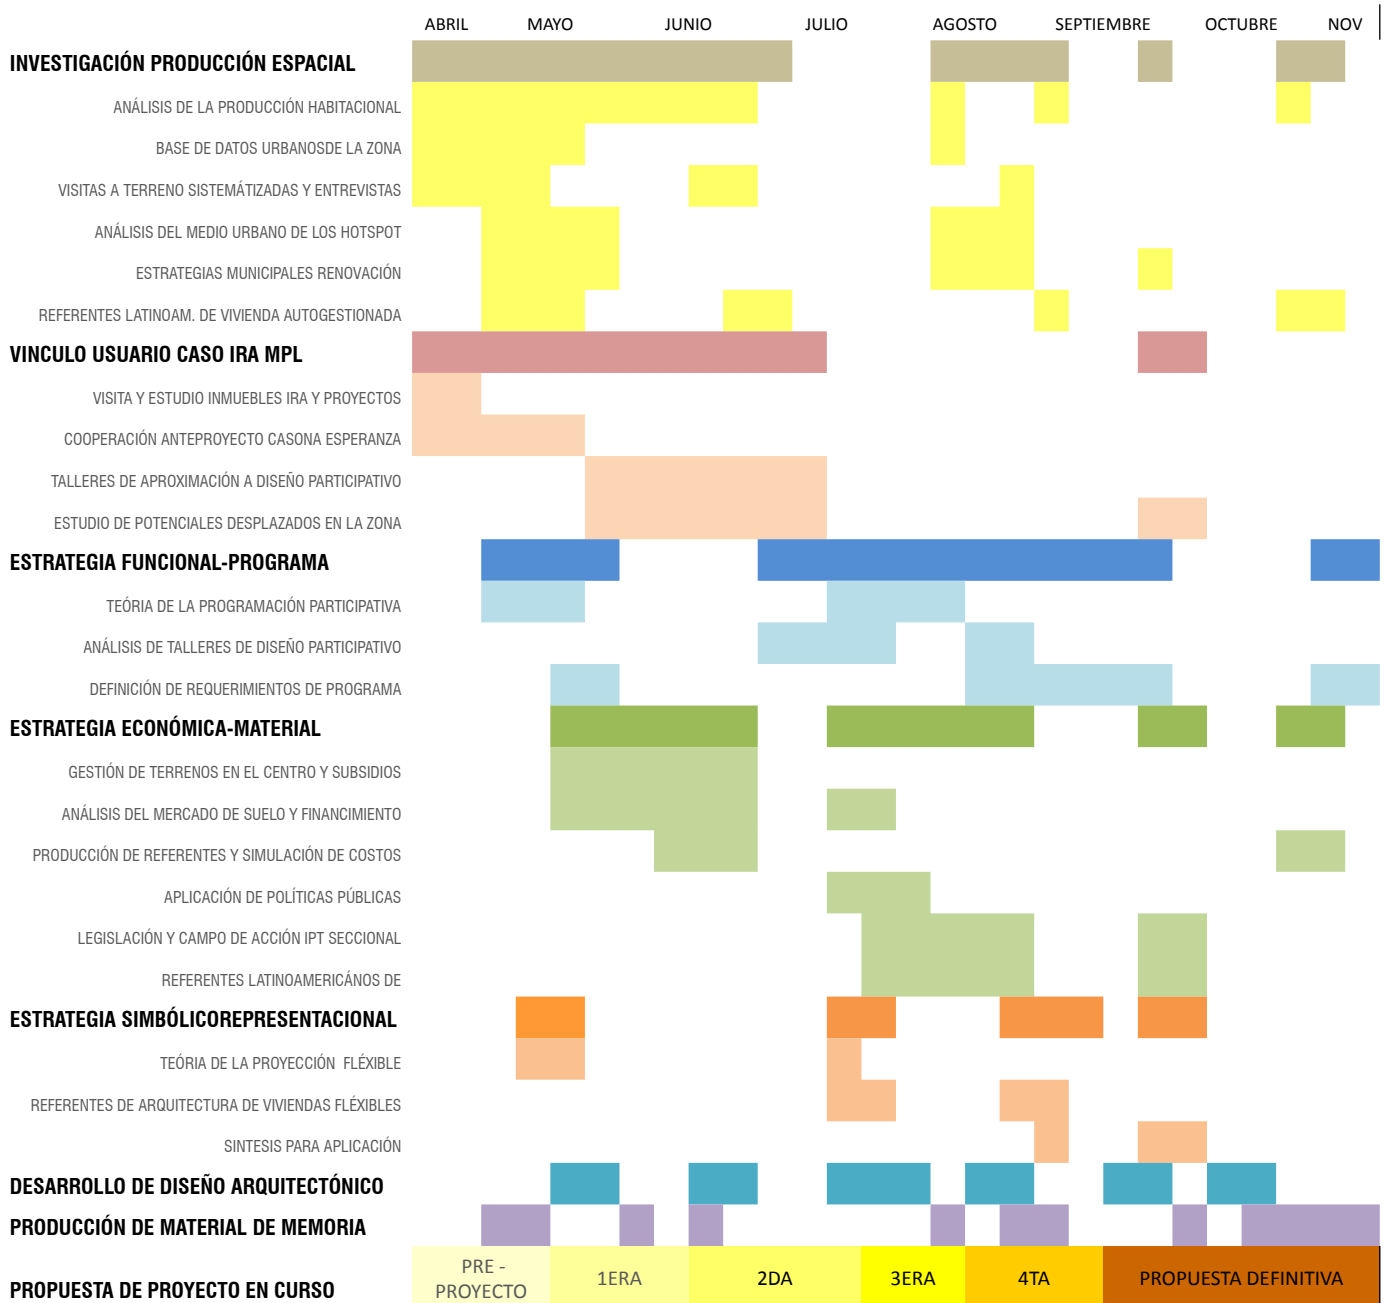 ABRIL MAYO JUNIO JULIO AGOSTO SEPTIEMBRE OCTUBRE NOV
INVESTIGACIÓN PRODUCCIÓN ESPACIAL
ANÁLISIS DE LA PRODUCCIÓN HABITACIONAL
BASE DE DATOS URBANOSDE LA ZONA
VISITAS A TERRENO SISTEMÁTIZADAS Y ENTREVISTAS
ANÁLISIS DEL MEDIO URBANO DE LOS HOTSPOT
ESTRATEGIAS MUNICIPALES RENOVACIÓN
REFERENTES LATINOAM. DE VIVIENDA AUTOGESTIONADA
VINCULO USUARIO CASO IRA MPL
VISITA Y ESTUDIO INMUEBLES IRA Y PROYECTOS
COOPERACIÓN ANTEPROYECTO CASONA ESPERANZA
TALLERES DE APROXIMACIÓN A DISEÑO PARTICIPATIVO
ESTUDIO DE POTENCIALES DESPLAZADOS EN LA ZONA
ESTRATEGIA FUNCIONAL-PROGRAMA
TEÓRIA DE LA PROGRAMACIÓN PARTICIPATIVA
ANÁLISIS DE TALLERES DE DISEÑO PARTICIPATIVO
DEFINICIÓN DE REQUERIMIENTOS DE PROGRAMA
ESTRATEGIA ECONÓMICA-MATERIAL
GESTIÓN DE TERRENOS EN EL CENTRO Y SUBSIDIOS
ANÁLISIS DEL MERCADO DE SUELO Y FINANCIMIENTO
PRODUCCIÓN DE REFERENTES Y SIMULACIÓN DE COSTOS
APLICACIÓN DE POLÍTICAS PÚBLICAS
LEGISLACIÓN Y CAMPO DE ACCIÓN IPT SECCIONAL
REFERENTES LATINOAMERICÁNOS DE
ESTRATEGIA SIMBÓLICOREPRESENTACIONAL
TEÓRIA DE LA PROYECCIÓN FLÉXIBLE
REFERENTES DE ARQUITECTURA DE VIVIENDAS FLÉXIBLES
SINTESIS PARA APLICACIÓN
DESARROLLO DE DISEÑO ARQUITECTÓNICO
PRODUCCIÓN DE MATERIAL DE MEMORIA
PROPUESTA DE PROYECTO EN CURSO
PRE -
PROYECTO
1ERA
2DA
3ERA
4TA
PROPUESTA DEFINITIVA